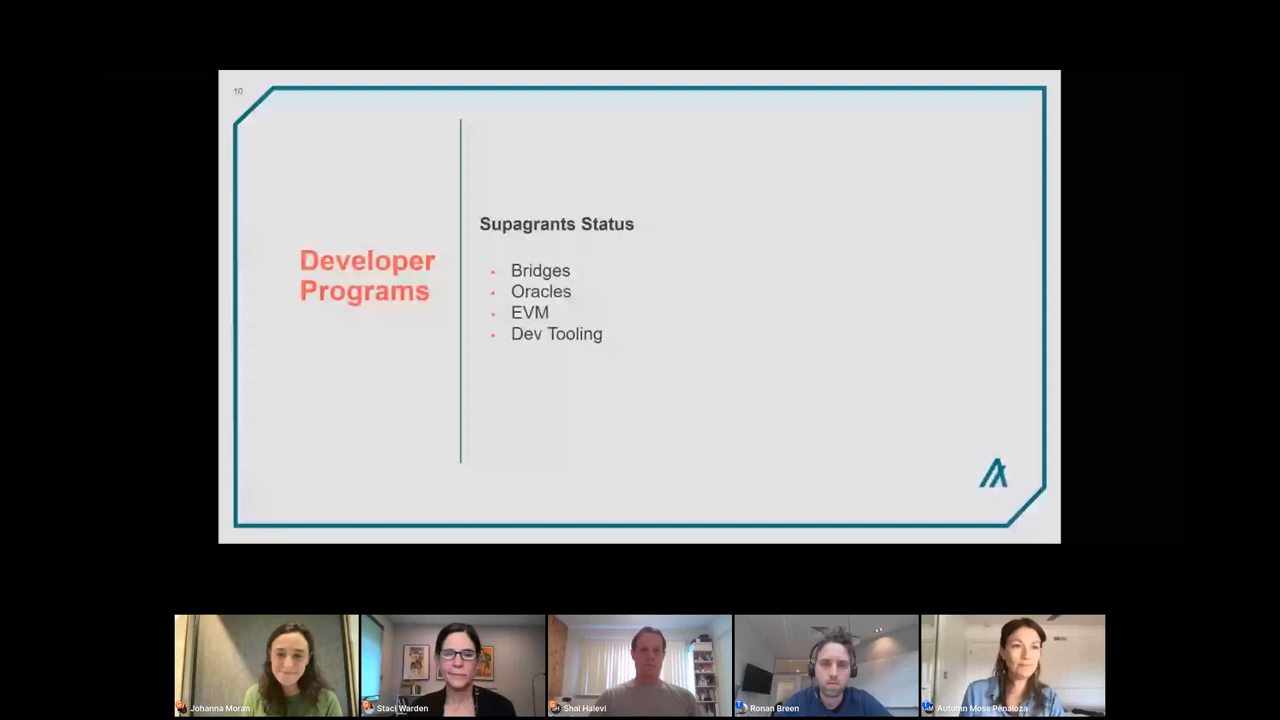 10
Developer
Programs
Supagrants Status
Bridges
Oracles
EVM
Dev Tooling
Johanna Moran
Staci Warden
Shai Halevi
Ronan Breen
Autumn Moss Penaloza